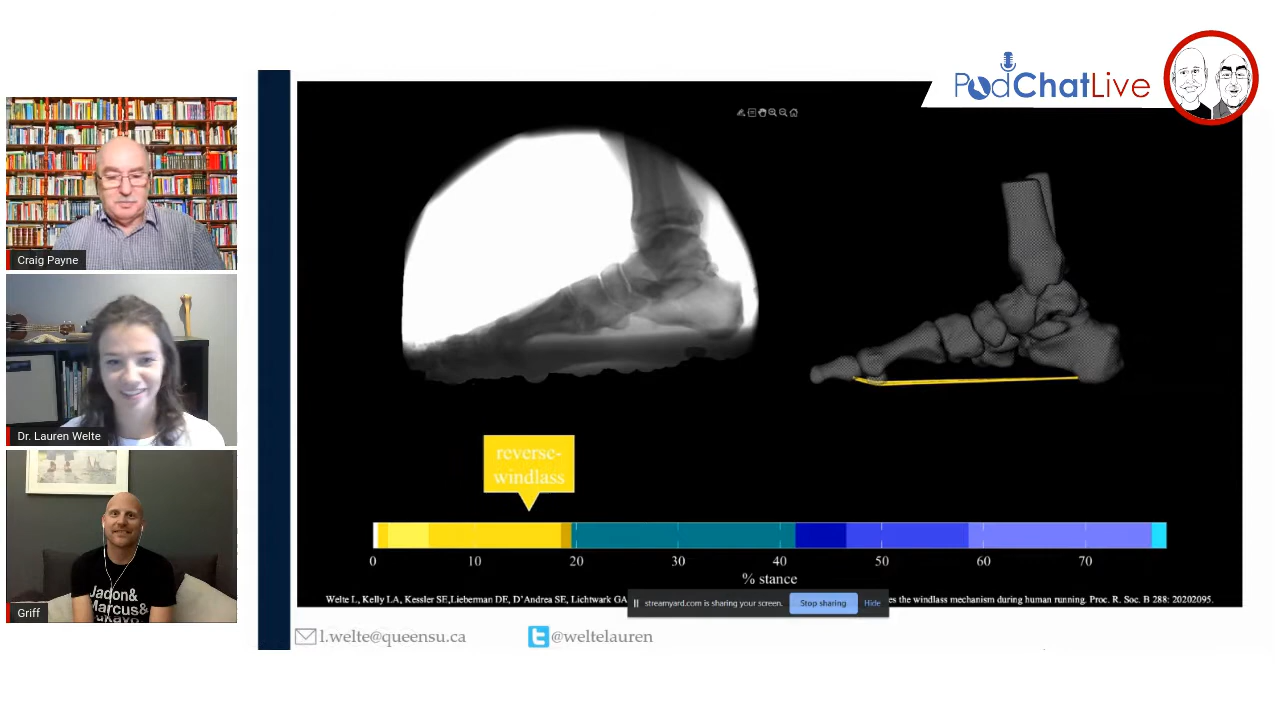 PodChatLive
Craig Payne
Dr. Lauren Welte
Jadon&
Marcus&
Griff
reverse-
windlass
0 10 20 30 40 50 60 70
% stance
Welte L, Kelly LA, Kessler SE,Lieberman DE, D'Andrea SE, Lichtwark GA
es the windlass mechanism during human running. Proc. R. Soc. B 288: 20202095.
streamyard.com is sharing your screen. Stop sharing Hide
l.welte@queensu.ca @weltelauren